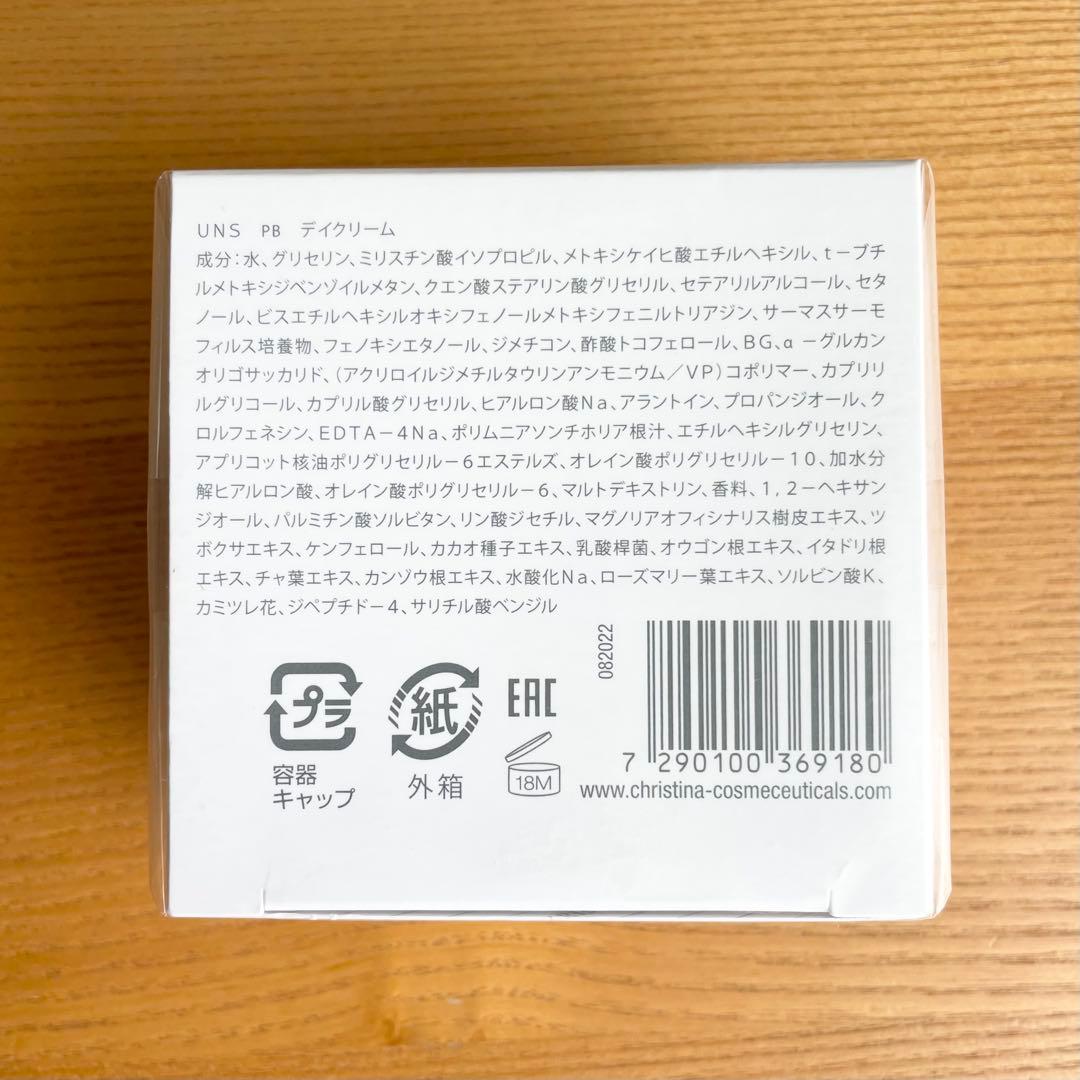 UNS PB デイクリーム
成分：水、グリセリン、ミリスチン酸イソプロピル、メトキシケイヒ酸エチルヘキシル、ｔーブチ
ルメトキシジベンゾイルメタン、クエン酸ステアリン酸グリセリル、セテアリルアルコール、セタ
ノール、ビスエチルヘキシルオキシフェノールメトキシフェニルトリアジン、サーマスサーモ
フィルス培養物、フェノキシエタノール、ジメチコン、酢酸トコフェロール、BG、α－グルカン
オリゴサッカリド、（アクリロイルジメチルタウリンアンモニウム／VP）コポリマー、カプリリ
ルグリコール、カプリル酸グリセリル、ヒアルロン酸Na、アラントイン、プロパンジオール、ク
ロルフェネシン、EDTA－4Na、ポリムニアソンチホリア根汁、エチルヘキシルグリセリン、
アプリコット核油ポリグリセリル－6エステルズ、オレイン酸ポリグリセリル－10、加水分
解ヒアルロン酸、オレイン酸ポリグリセリル－6、マルトデキストリン、香料、1,2－ヘキサン
ジオール、パルミチン酸ソルビタン、リン酸ジセチル、マグノリアオフィシナリス樹皮エキス、ツ
ボクサエキス、ケンフェロール、カカオ種子エキス、乳酸桿菌、オウゴン根エキス、イタドリ根
エキス、チャ葉エキス、カンゾウ根エキス、水酸化Na、ローズマリー葉エキス、ソルビン酸K、
カミツレ花、ジペプチド－4、サリチル酸ベンジル
プラ
容器
キャップ
紙
外箱
EAC
18M
082022
7 290100 369180
www.christina-cosmeceuticals.com